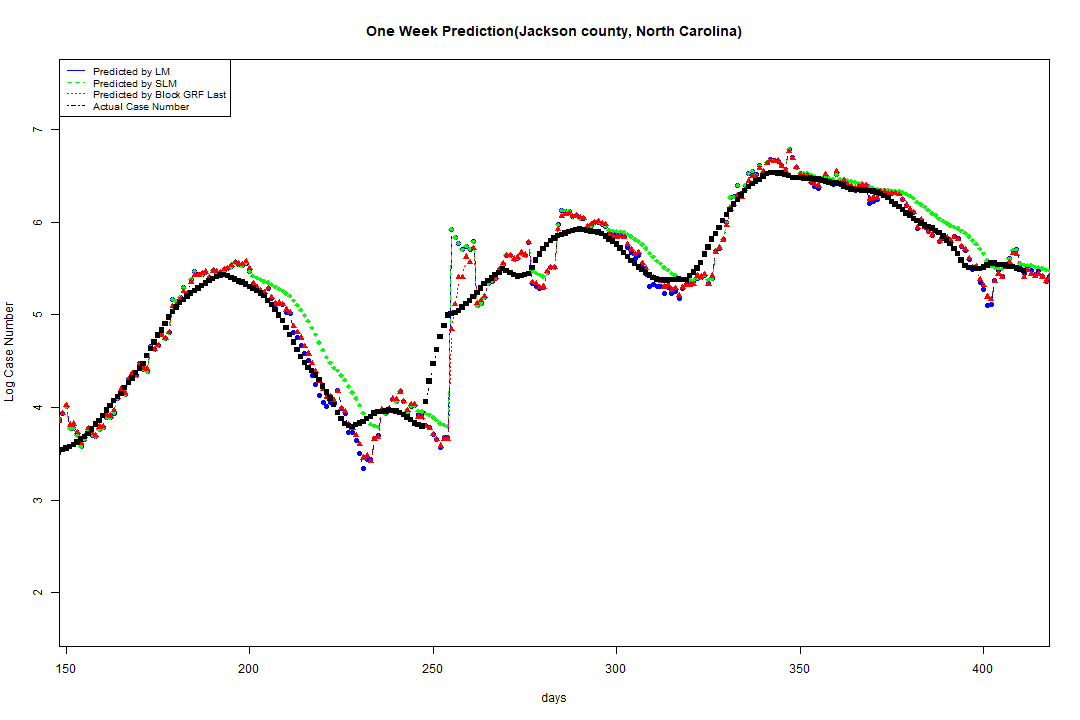 One Week Prediction(Jackson county, North Carolina)
Predicted by LM
Predicted by SLM
Predicted by Block GRF Last
Actual Case Number
7
6
5
4
3
2
Log Case Number
150 200 250 300 350 400
days